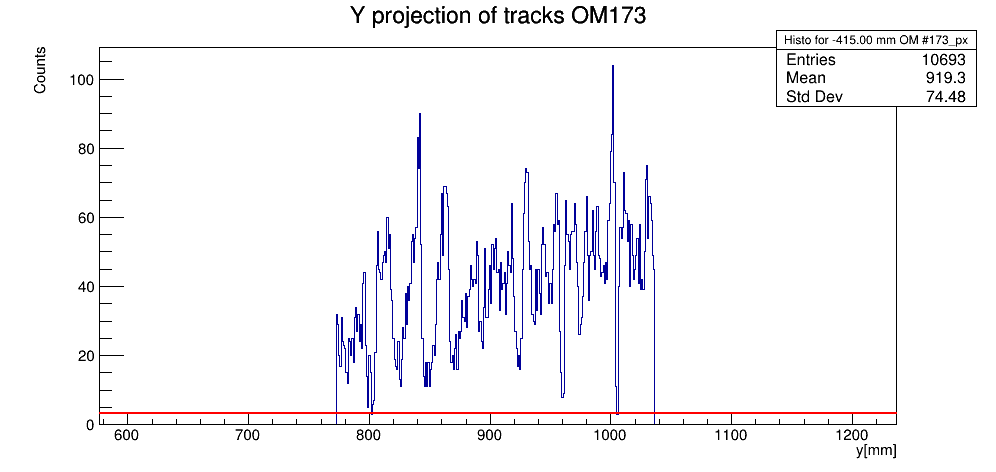 Y projection of tracks OM173
Histo for -415.00 mm OM #173_px
Entries 10693
Mean 919.3
Std Dev 74.48
Counts
100
80
60
40
20
0
600 700 800 900 1000 1100 1200
y[mm]